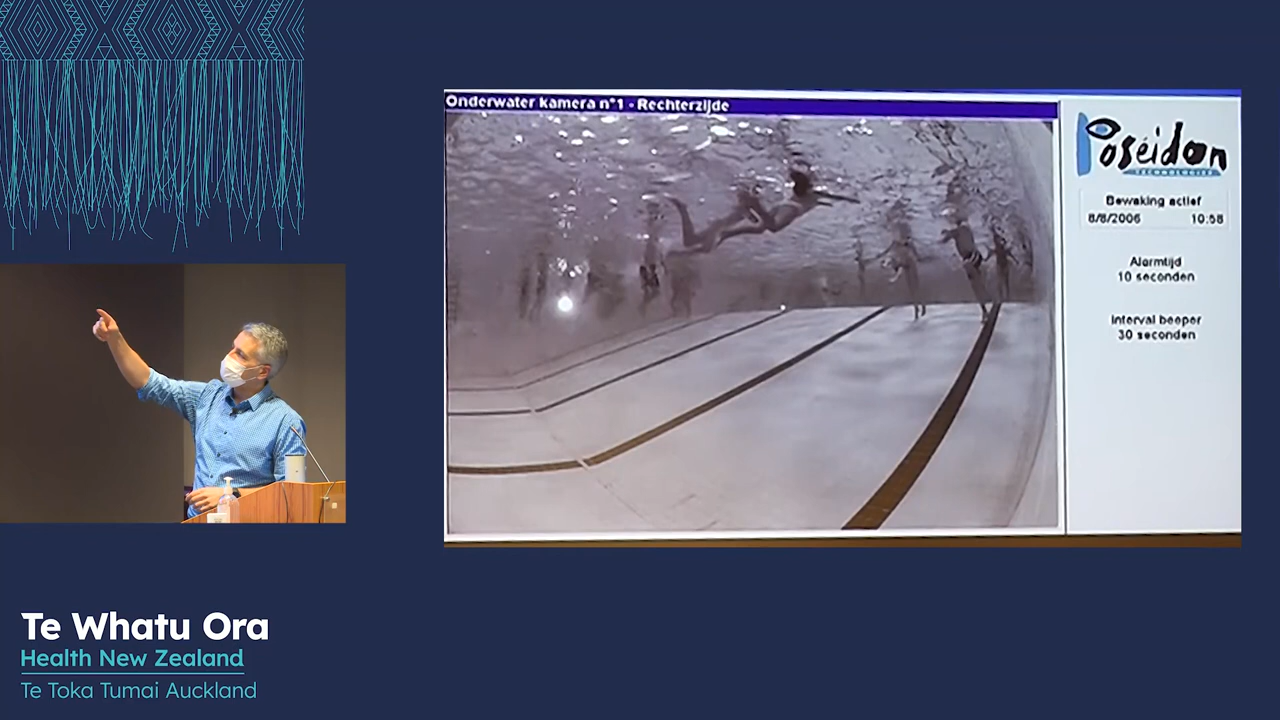 Onderwater kamera n°1 - Rechterzijde
Poséidon
TECHNOLOGIES
Bewaking actief
8/8/2006 10:58
Alarmtijd
10 seconden
Interval beeper
30 seconden
Te Whatu Ora
Health New Zealand
Te Toka Tumai Auckland